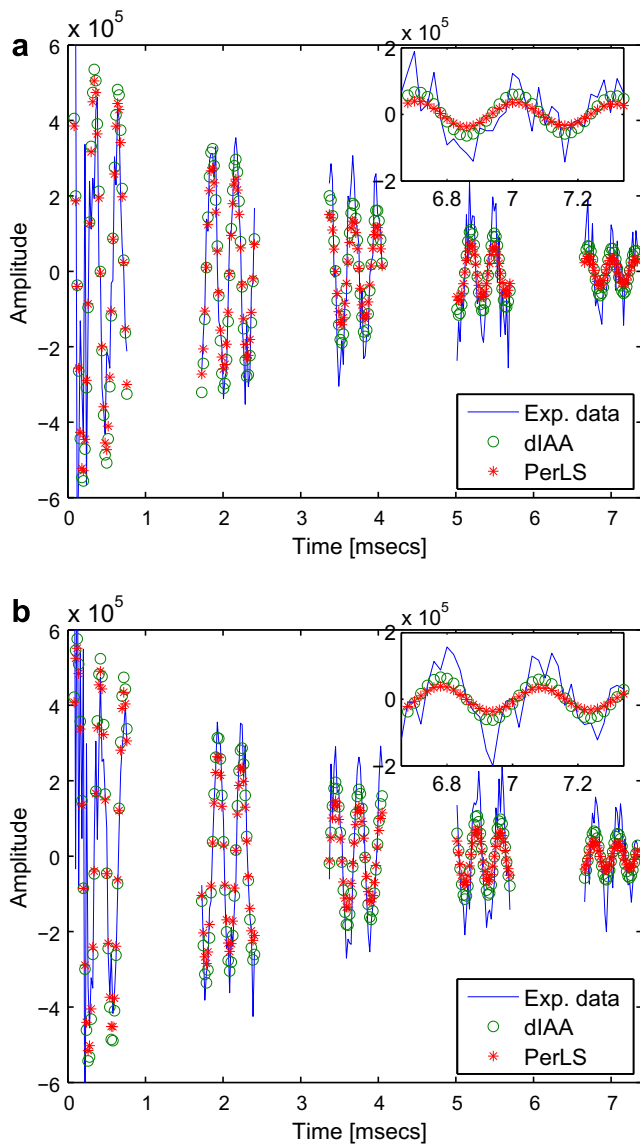 a
x 10^5
6
4
2
0
−2
−4
−6
Amplitude
x 10^5
2
0
−2
6.8 7 7.2
Exp. data
dIAA
PerLS
0 1 2 3 4 5 6 7
Time [msecs]
b
x 10^5
6
4
2
0
−2
−4
−6
Amplitude
x 10^5
2
0
−2
6.8 7 7.2
Exp. data
dIAA
PerLS
0 1 2 3 4 5 6 7
Time [msecs]